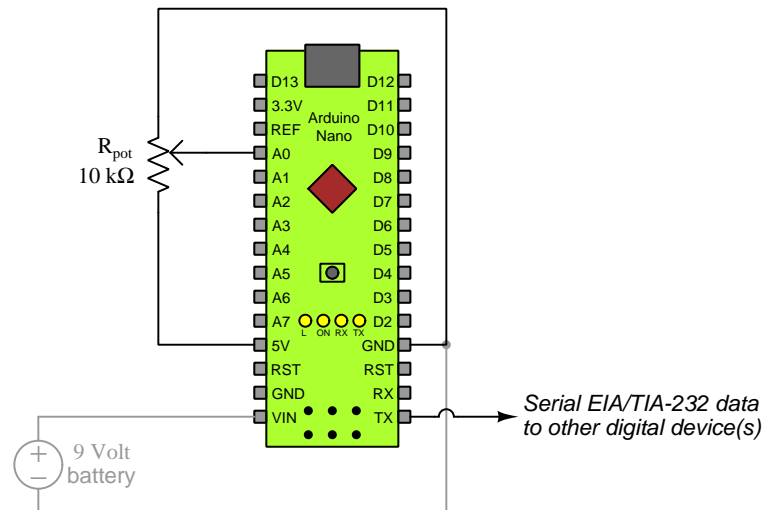 D13
3.3V
REF
A0
A1
A2
A3
A4
A5
A6
A7
5V
RST
GND
VIN
Arduino
Nano
L ON RX TX
D12
D11
D10
D9
D8
D7
D6
D5
D4
D3
D2
GND
RST
RX
TX
Rpot
10 kΩ
+
−
9 Volt
battery
Serial EIA/TIA-232 data
to other digital device(s)